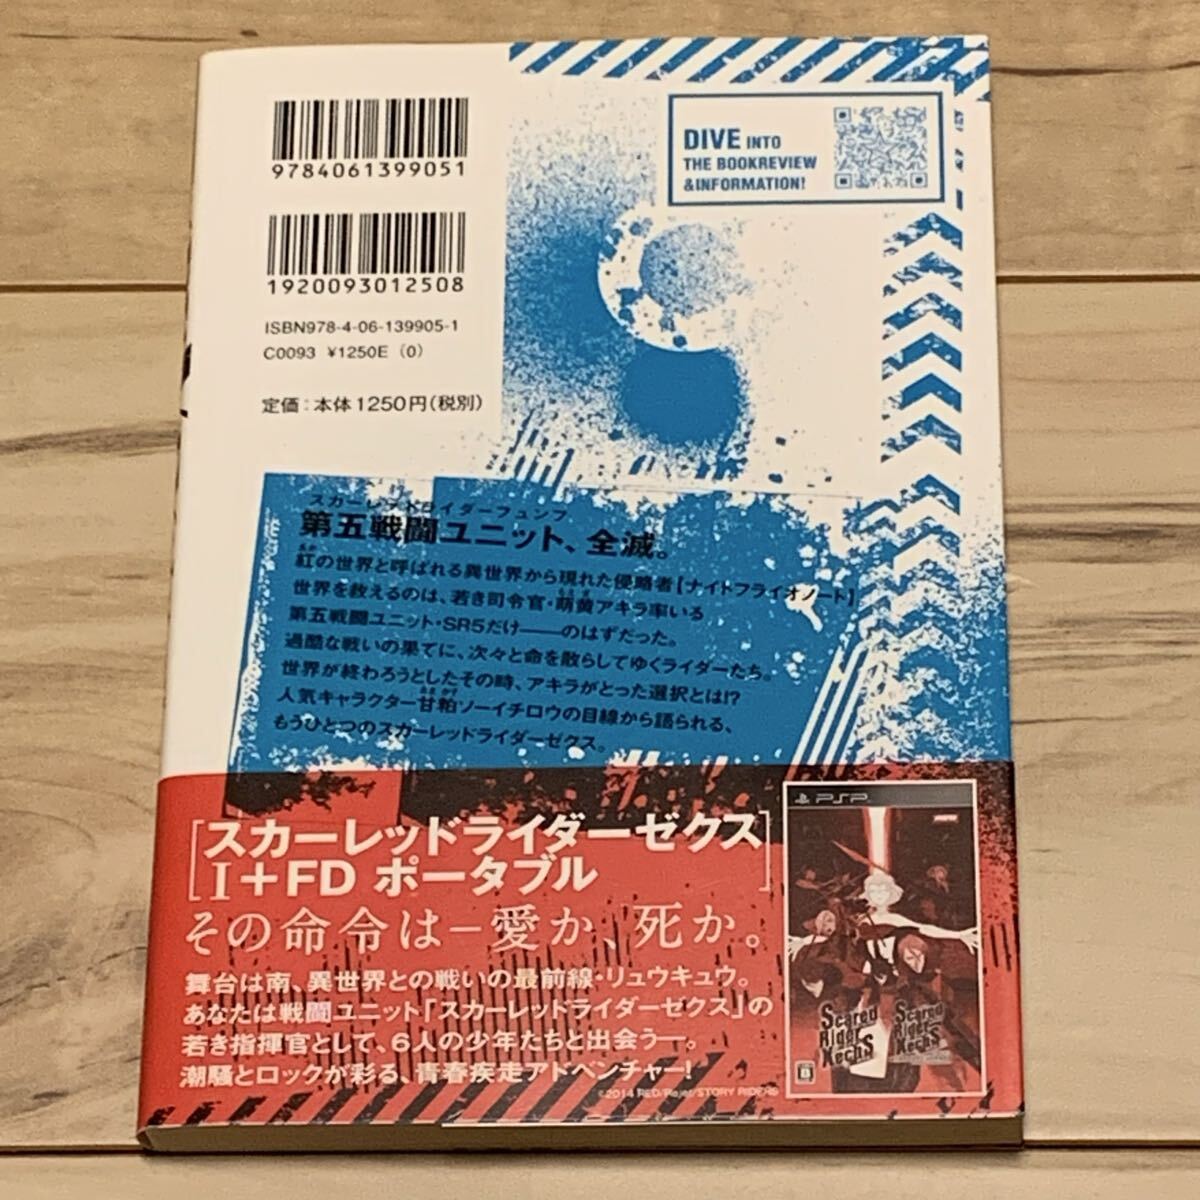 9784061399051
1920093012508
ISBN978-4-06-139905-1
C0093 ¥1250E (0)
定価:本体1250円(税別)
DIVE INTO
THE BOOKREVIEW
&INFORMATION!
スカーレッドライダーフュンフ
第五戦闘ユニット、全滅。
あか
紅の世界と呼ばれる異世界から現れた侵略者【ナイトフライオノート】
世界を救えるのは、若き司令官・萌黄アキラ率いる
第五戦闘ユニット・SR5だけ――のはずだった。
過酷な戦いの果てに、次々と命を散らしてゆくライダーたち。
世界が終わろうとしたその時、アキラがとった選択とは!?
あま かす
人気キャラクター甘粕ソーイチロウの目線から語られる、
もうひとつのスカーレッドライダーゼクス。
[スカーレッドライダーゼクス
I+FD ポータブル]
その命令は―愛か、死か。
舞台は南、異世界との戦いの最前線・リュウキュウ。
あなたは戦闘ユニット「スカーレッドライダーゼクス」の
若き指揮官として、6人の少年たちと出会う―。
潮騒とロックが彩る、青春疾走アドベンチャー!
PSP
Scared
Rider
XechS
Scared
Rider
XechS
B
©2014 RED/Rejet/STORY RIDERS